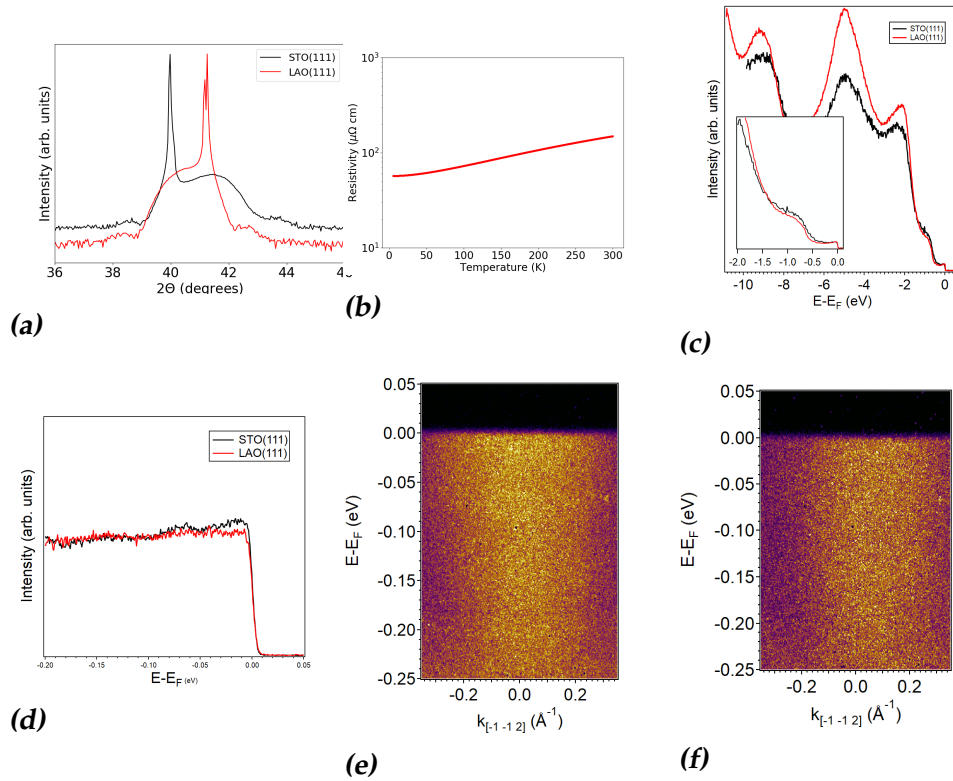 Intensity (arb. units)
STO(111)
LAO(111)
36 38 40 42 44
2Θ (degrees)
(a)
Resistivity (μΩ cm)
10³
10²
10¹
0 50 100 150 200 250 300
Temperature (K)
(b)
Intensity (arb. units)
STO(111)
LAO(111)
-2.0 -1.5 -1.0 -0.5 0.0
-10 -8 -6 -4 -2 0
E-E_F (eV)
(c)
Intensity (arb. units)
STO(111)
LAO(111)
-0.20 -0.15 -0.10 -0.05 0.00 0.05
E-E_F (eV)
(d)
E-E_F (eV)
0.05
0.00
-0.05
-0.10
-0.15
-0.20
-0.25
-0.2 0.0 0.2
k_[-1 -1 2] (Å⁻¹)
(e)
E-E_F (eV)
0.05
0.00
-0.05
-0.10
-0.15
-0.20
-0.25
-0.2 0.0 0.2
k_[-1 -1 2] (Å⁻¹)
(f)